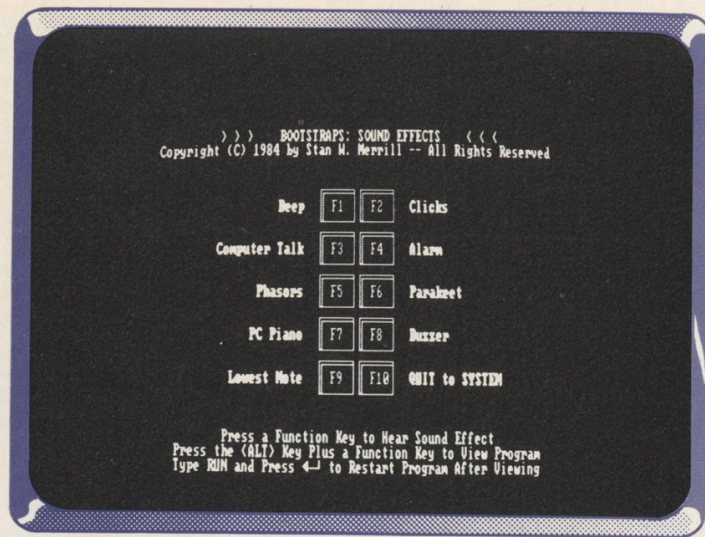 > > > BOOTSTRAPS: SOUND EFFECTS < < <
Copyright (C) 1984 by Stan W. Merrill -- All Rights Reserved
Beep F1 F2 Clicks
Computer Talk F3 F4 Alarm
Phasors F5 F6 Parakeet
PC Piano F7 F8 Buzzer
Lowest Note F9 F10 QUIT to SYSTEM
Press a Function Key to Hear Sound Effect
Press the <ALT> Key Plus a Function Key to View Program
Type RUN and Press ↵ to Restart Program After Viewing